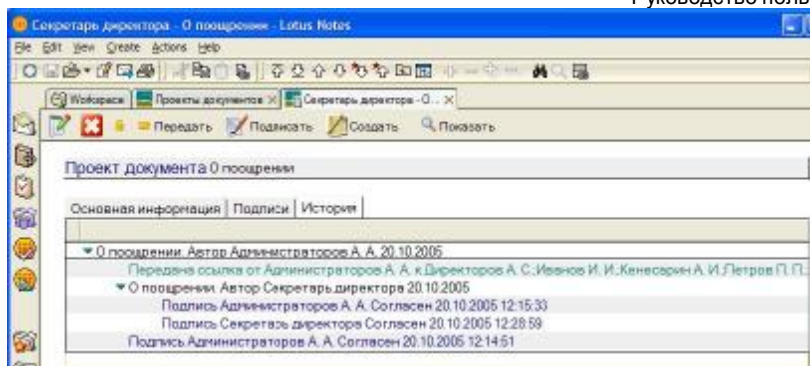 Руководство поль
Секретарь директора - О поощрении - Lotus Notes
File Edit View Create Actions Help
Workspace Проекты документов Секретарь директора - О...
Передать Подписать Создать Показать
Проект документа О поощрении
Основная информация Подписи История
О поощрении. Автор Администраторов А. А. 20.10.2005
Передана ссылка от Администраторов А. А. к Директоров А. С.;Иванов И. И.;Кенесарин А. И.;Петров П. П.;
О поощрении. Автор Секретарь директора 20.10.2005
Подпись Администраторов А. А. Согласен 20.10.2005 12:15:33
Подпись Секретарь директора Согласен 20.10.2005 12:28:59
Подпись Администраторов А. А. Согласен 20.10.2005 12:14:51